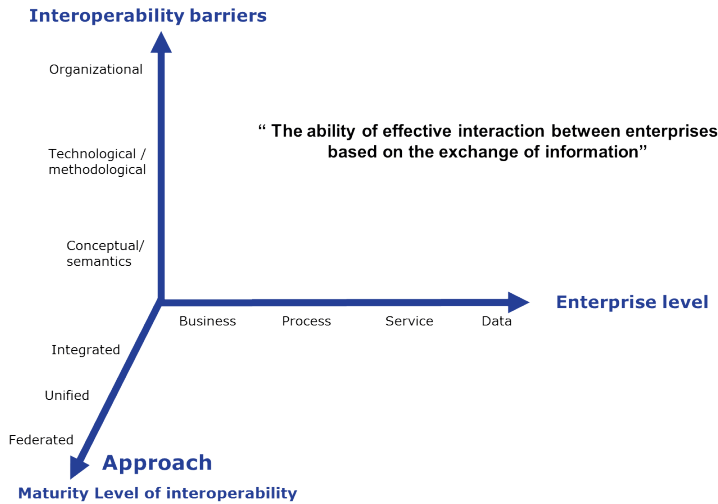 Interoperability barriers
Organizational
“ The ability of effective interaction between enterprises
based on the exchange of information”
Technological /
methodological
Conceptual/
semantics
Enterprise level
Business Process Service Data
Integrated
Unified
Federated
Approach
Maturity Level of interoperability